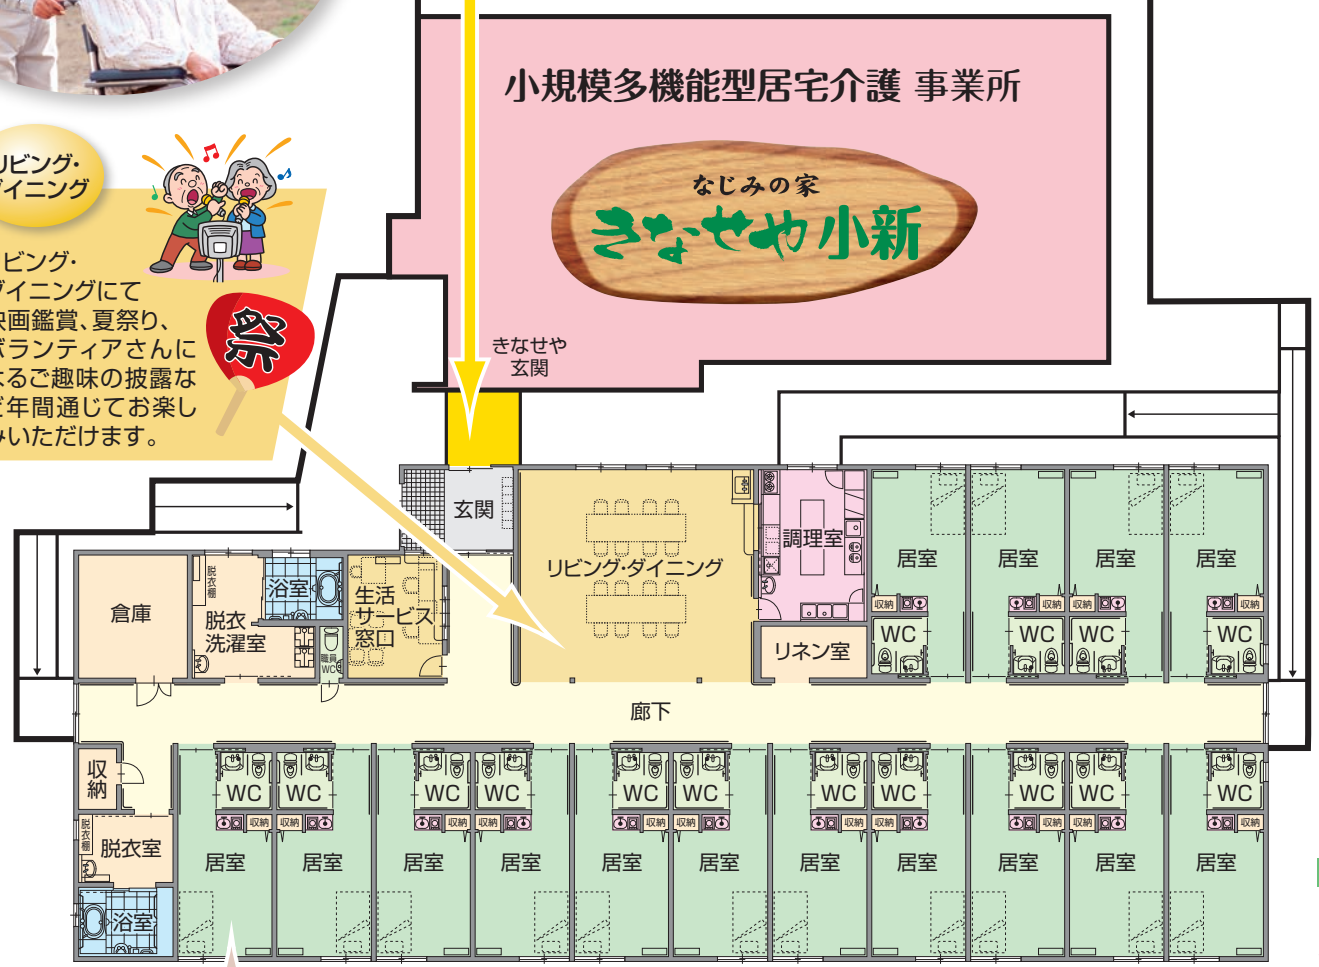 小規模多機能型居宅介護 事業所
なじみの家
きなせや小新
リビング・
ダイニング
ビング・
ダイニングにて
映画鑑賞、夏祭り、
ボランティアさんに
よるご趣味の披露な
ど年間通じてお楽し
みいただけます。
祭
きなせや
玄関
玄関
リビング・ダイニング
調理室
リネン室
居室
居室
居室
居室
収納
収納
収納
収納
WC
WC
WC
WC
倉庫
脱衣棚
脱衣
洗濯室
浴室
職員
WC
生活
サービス
窓口
廊下
収納
脱衣棚
脱衣室
浴室
WC
WC
WC
WC
WC
WC
WC
WC
WC
WC
WC
収納
収納
収納
収納
収納
収納
収納
収納
収納
収納
収納
居室
居室
居室
居室
居室
居室
居室
居室
居室
居室
居室